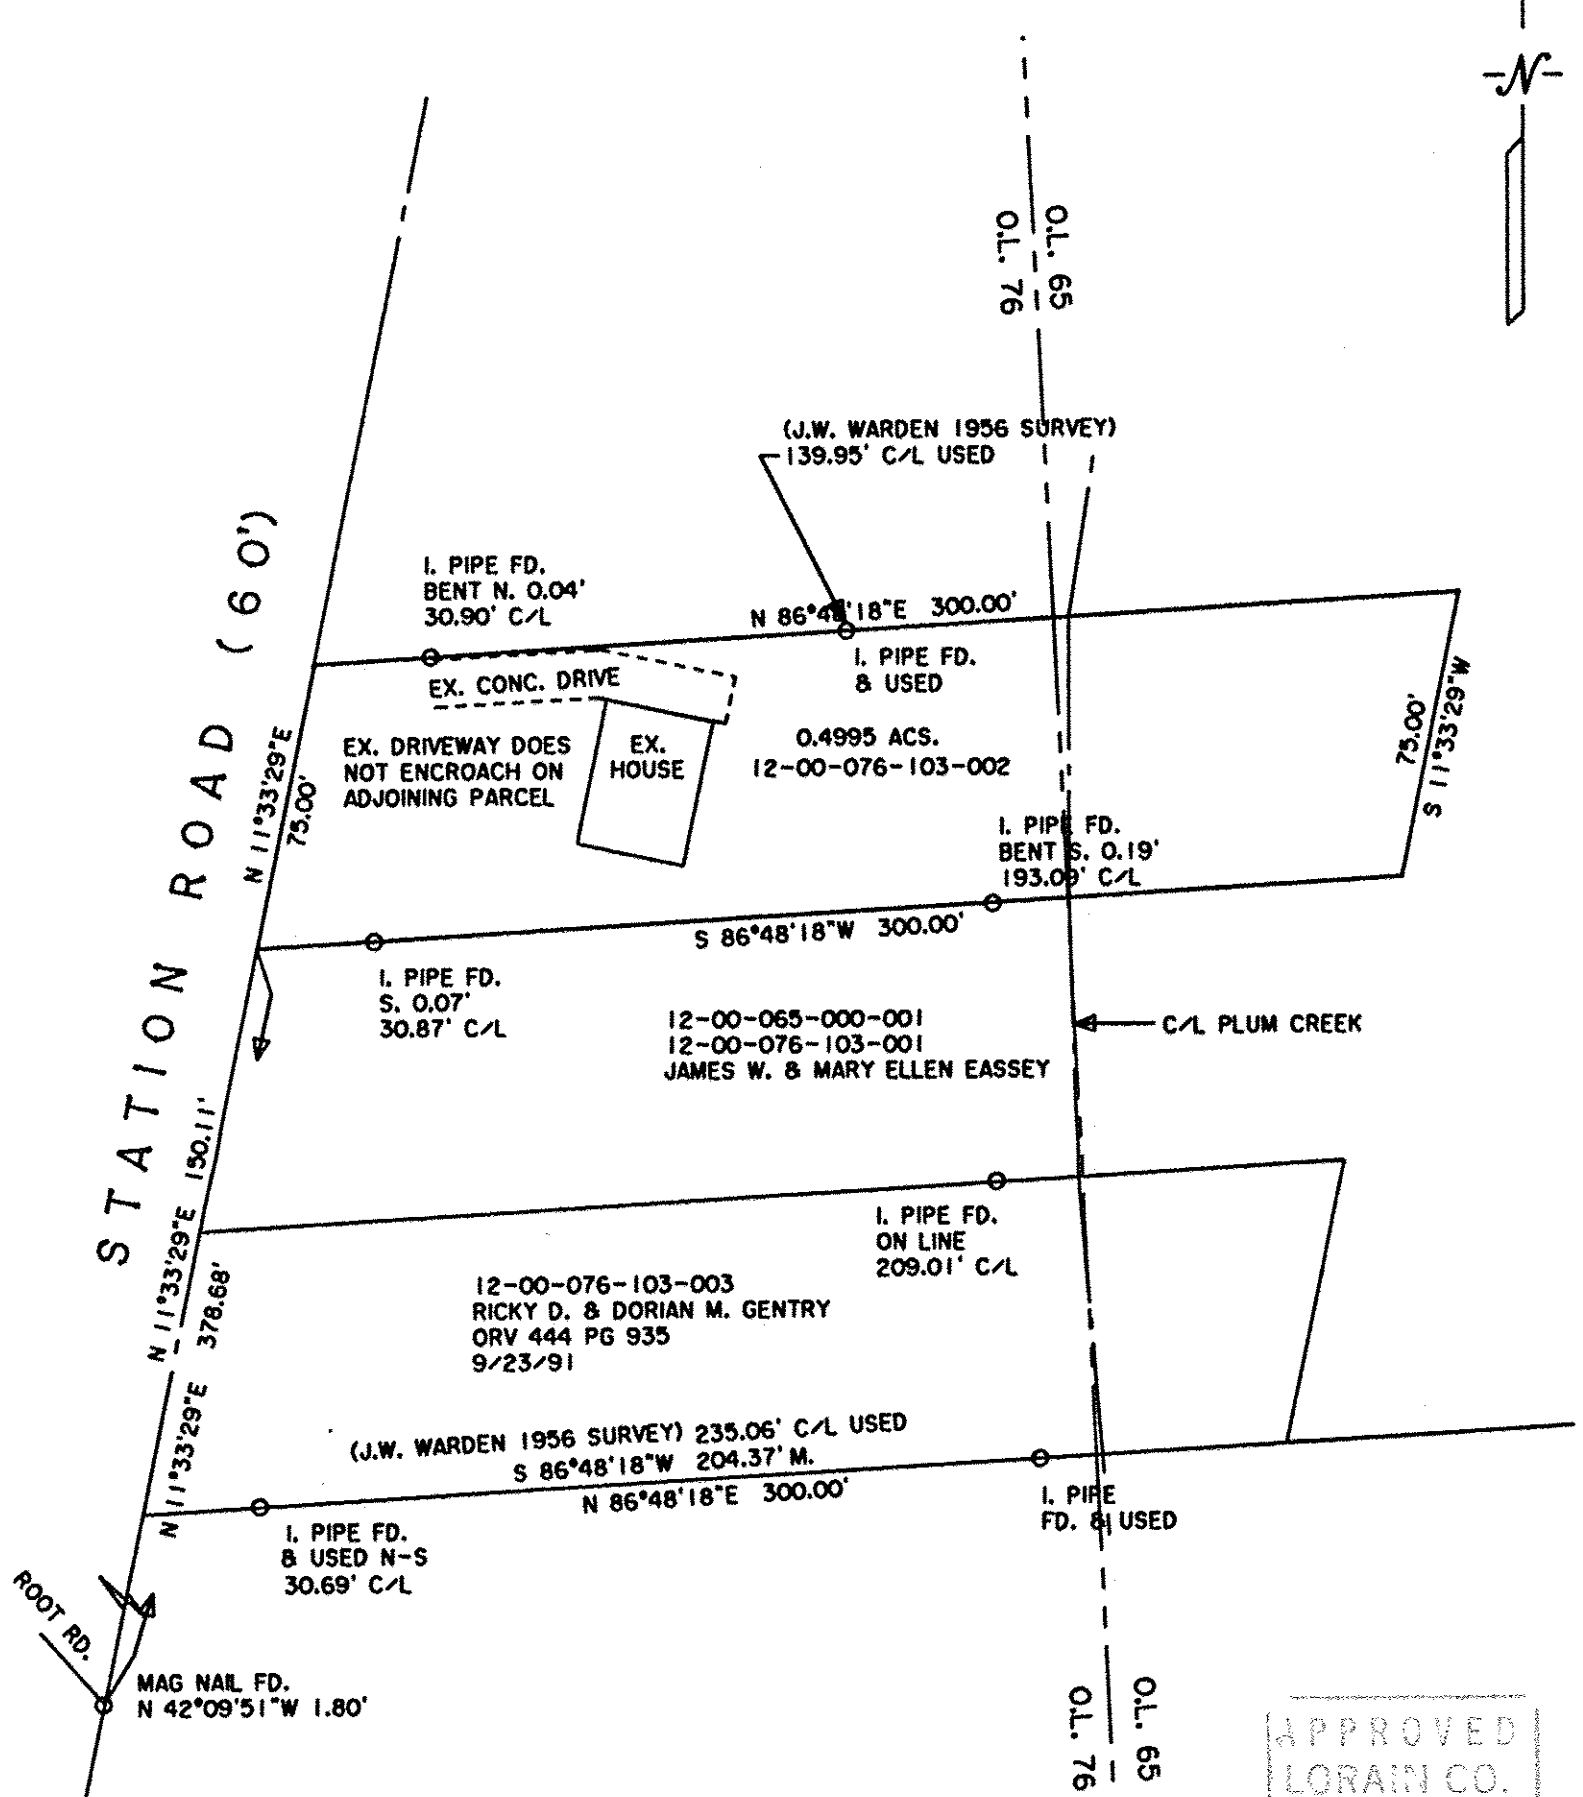 -N-
O.L. 65
O.L. 76
(J.W. WARDEN 1956 SURVEY)
139.95' C/L USED
STATION ROAD (60')
I. PIPE FD.
BENT N. 0.04'
30.90' C/L
N 86°48'18"E 300.00'
I. PIPE FD.
& USED
EX. CONC. DRIVE
EX. DRIVEWAY DOES
NOT ENCROACH ON
ADJOINING PARCEL
EX.
HOUSE
0.4995 ACS.
12-00-076-103-002
N 11°33'29"E
75.00'
75.00'
S 11°33'29"W
I. PIPE FD.
BENT S. 0.19'
193.09' C/L
S 86°48'18"W 300.00'
I. PIPE FD.
S. 0.07'
30.87' C/L
12-00-065-000-001
12-00-076-103-001
JAMES W. & MARY ELLEN EASSEY
C/L PLUM CREEK
N 11°33'29"E 150.11'
I. PIPE FD.
ON LINE
209.01' C/L
12-00-076-103-003
RICKY D. & DORIAN M. GENTRY
ORV 444 PG 935
9/23/91
N 11°33'29"E 378.68'
(J.W. WARDEN 1956 SURVEY) 235.06' C/L USED
S 86°48'18"W 204.37' M.
N 86°48'18"E 300.00'
I. PIPE FD.
& USED N-S
30.69' C/L
I. PIPE
FD. & USED
ROOT RD.
MAG NAIL FD.
N 42°09'51"W 1.80'
O.L. 65
O.L. 76
APPROVED
LORAIN CO.